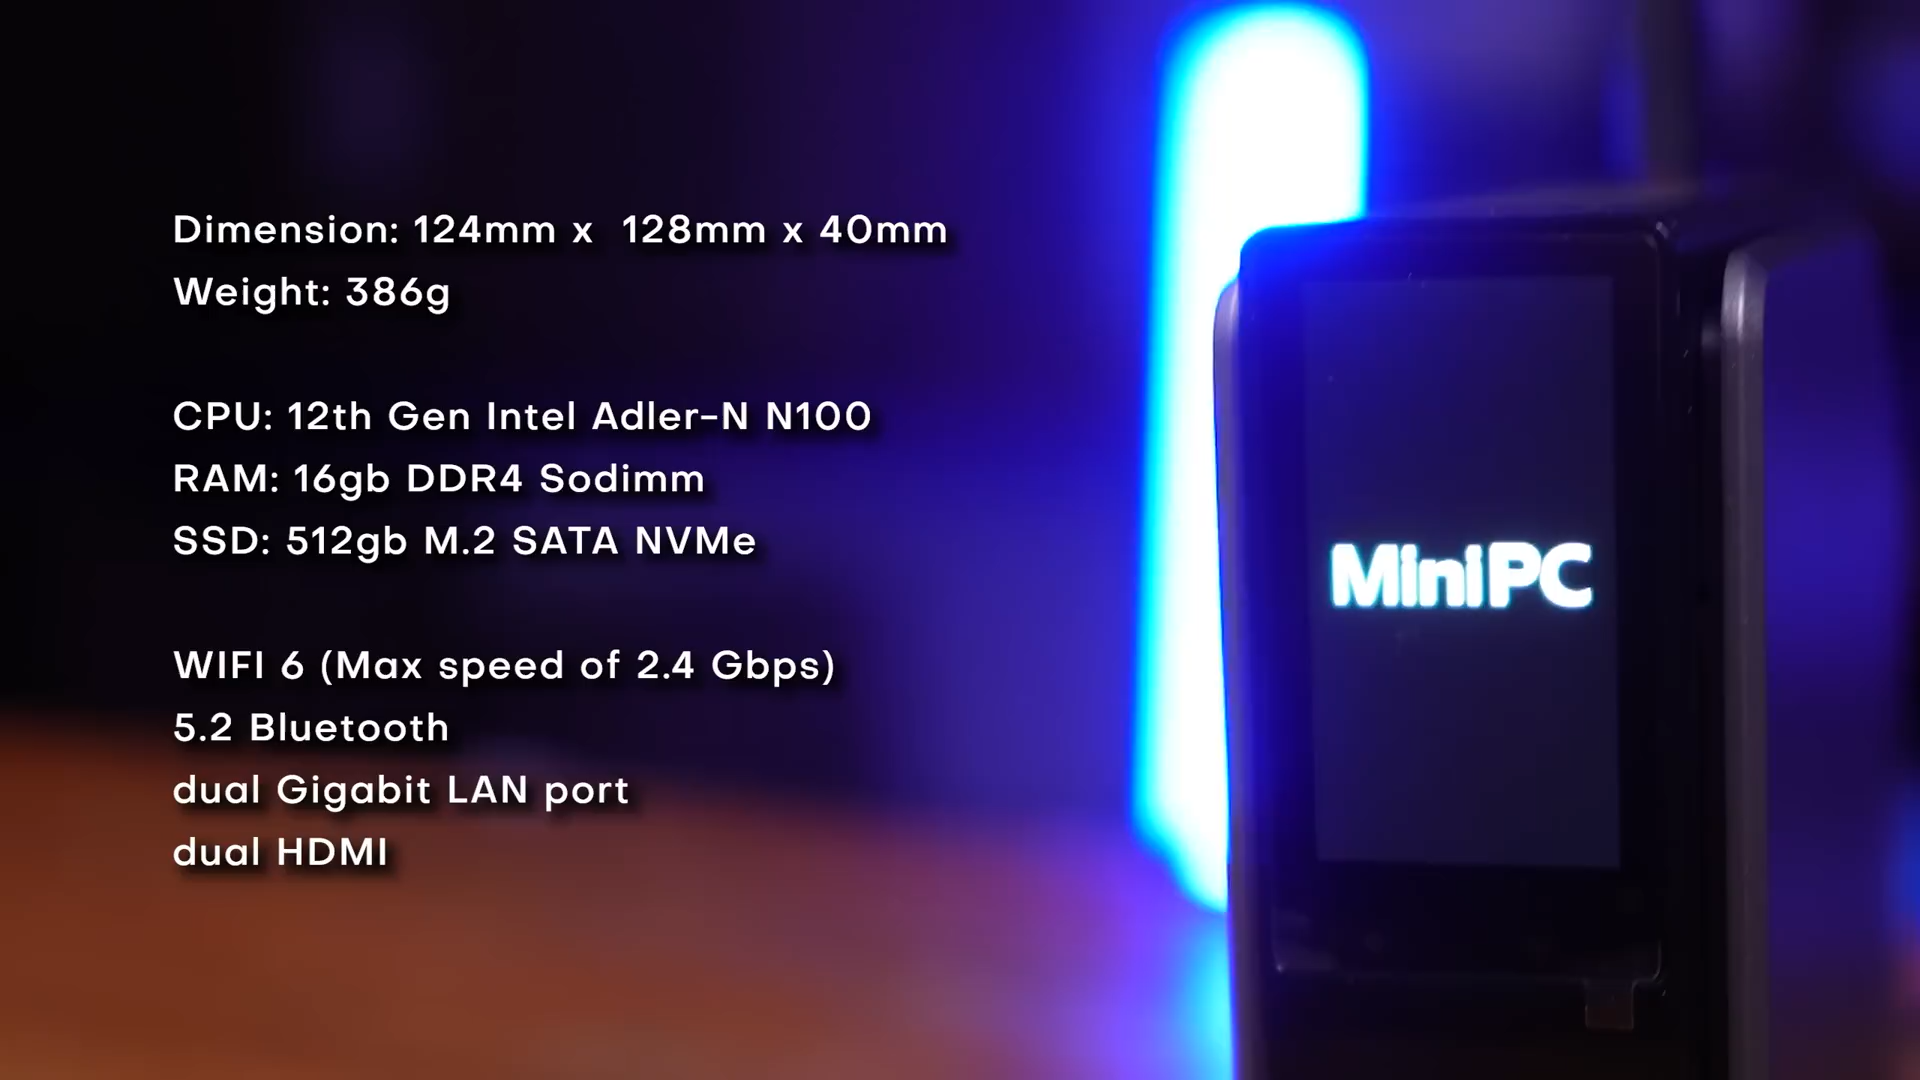 Dimension: 124mm x 128mm x 40mm
Weight: 386g
CPU: 12th Gen Intel Adler-N N100
RAM: 16gb DDR4 Sodimm
SSD: 512gb M.2 SATA NVMe
WIFI 6 (Max speed of 2.4 Gbps)
5.2 Bluetooth
dual Gigabit LAN port
dual HDMI
MiniPC